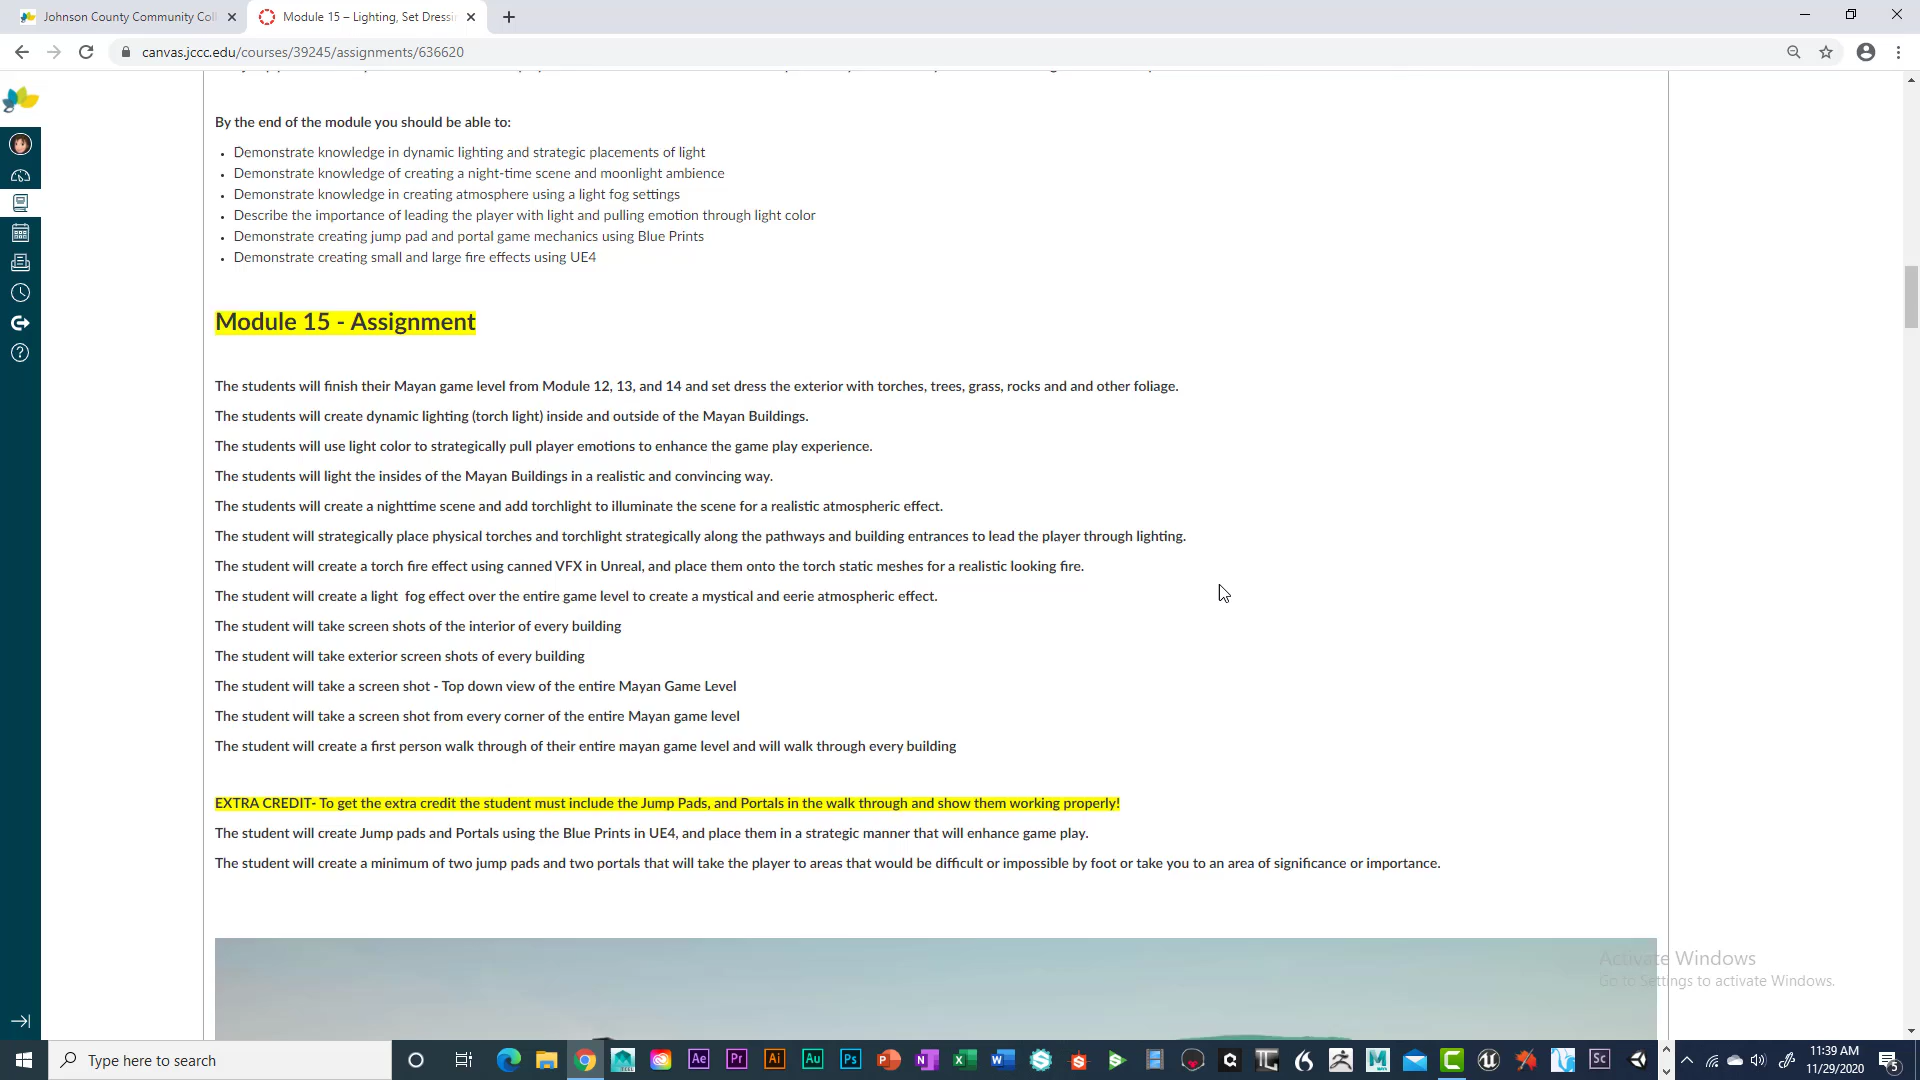 Johnson County Community Coll
Module 15 – Lighting, Set Dressin
canvas.jccc.edu/courses/39245/assignments/636620
By the end of the module you should be able to:
Demonstrate knowledge in dynamic lighting and strategic placements of light
Demonstrate knowledge of creating a night-time scene and moonlight ambience
Demonstrate knowledge in creating atmosphere using a light fog settings
Describe the importance of leading the player with light and pulling emotion through light color
Demonstrate creating jump pad and portal game mechanics using Blue Prints
Demonstrate creating small and large fire effects using UE4
Module 15 - Assignment
The students will finish their Mayan game level from Module 12, 13, and 14 and set dress the exterior with torches, trees, grass, rocks and and other foliage.
The students will create dynamic lighting (torch light) inside and outside of the Mayan Buildings.
The students will use light color to strategically pull player emotions to enhance the game play experience.
The students will light the insides of the Mayan Buildings in a realistic and convincing way.
The students will create a nighttime scene and add torchlight to illuminate the scene for a realistic atmospheric effect.
The student will strategically place physical torches and torchlight strategically along the pathways and building entrances to lead the player through lighting.
The student will create a torch fire effect using canned VFX in Unreal, and place them onto the torch static meshes for a realistic looking fire.
The student will create a light  fog effect over the entire game level to create a mystical and eerie atmospheric effect.
The student will take screen shots of the interior of every building
The student will take exterior screen shots of every building
The student will take a screen shot - Top down view of the entire Mayan Game Level
The student will take a screen shot from every corner of the entire Mayan game level
The student will create a first person walk through of their entire mayan game level and will walk through every building
EXTRA CREDIT- To get the extra credit the student must include the Jump Pads, and Portals in the walk through and show them working properly!
The student will create Jump pads and Portals using the Blue Prints in UE4, and place them in a strategic manner that will enhance game play.
The student will create a minimum of two jump pads and two portals that will take the player to areas that would be difficult or impossible by foot or take you to an area of significance or importance.
Activate Windows
Go to Settings to activate Windows.
Type here to search
Ae Pr Ai Au Ps Sc
11:39 AM
11/29/2020
5